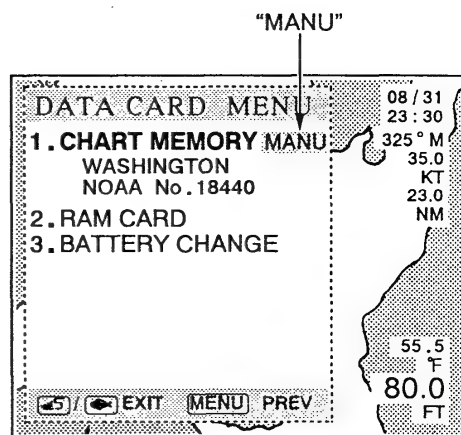 “MANU”
DATA CARD MENU
1. CHART MEMORY MANU
WASHINGTON
NOAA No. 18440
2. RAM CARD
3. BATTERY CHANGE
5 / EXIT MENU PREV
08 / 31
23 : 30
325° M
35.0
KT
23.0
NM
55.5
°F
80.0
FT